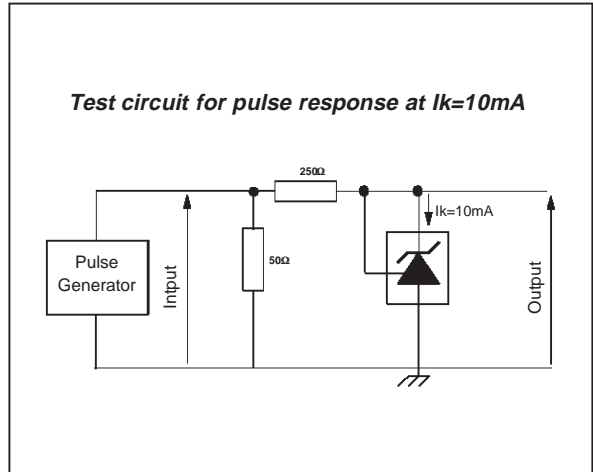 Test circuit for pulse response at Ik=10mA
250Ω
Ik=10mA
50Ω
Pulse
Generator
Intput
Output